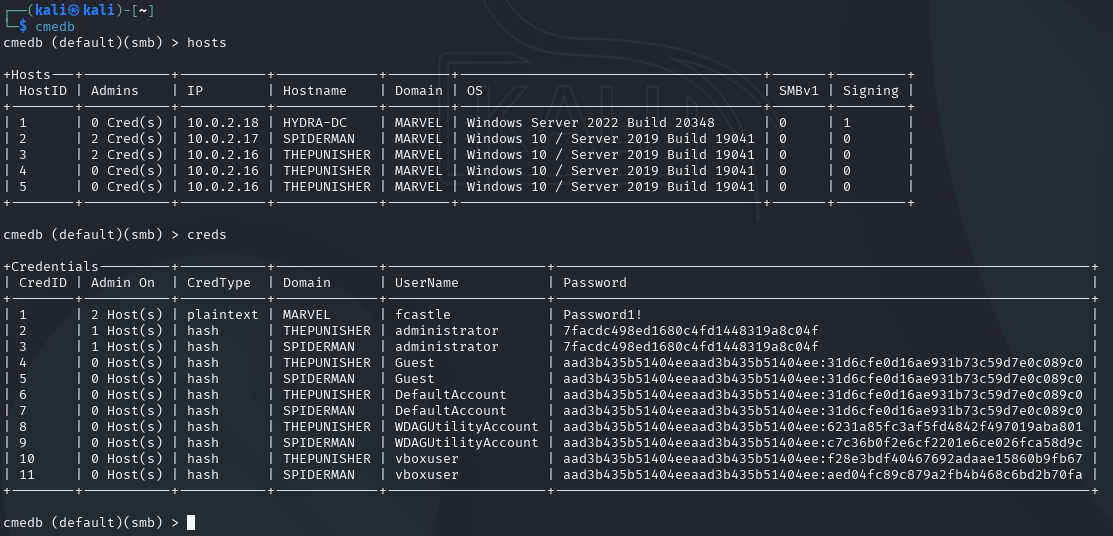 ┌──(kali㉿kali)-[~]
└─$ cmedb
cmedb (default)(smb) > hosts
+Hosts---+-----------+-----------+-------------+--------+--------------------------------------+-------+---------+
| HostID | Admins    | IP        | Hostname    | Domain | OS                                   | SMBv1 | Signing |
+--------+-----------+-----------+-------------+--------+--------------------------------------+-------+---------+
| 1      | 0 Cred(s) | 10.0.2.18 | HYDRA-DC    | MARVEL | Windows Server 2022 Build 20348      | 0     | 1       |
| 2      | 2 Cred(s) | 10.0.2.17 | SPIDERMAN   | MARVEL | Windows 10 / Server 2019 Build 19041 | 0     | 0       |
| 3      | 2 Cred(s) | 10.0.2.16 | THEPUNISHER | MARVEL | Windows 10 / Server 2019 Build 19041 | 0     | 0       |
| 4      | 0 Cred(s) | 10.0.2.16 | THEPUNISHER | MARVEL | Windows 10 / Server 2019 Build 19041 | 0     | 0       |
| 5      | 0 Cred(s) | 10.0.2.16 | THEPUNISHER | MARVEL | Windows 10 / Server 2019 Build 19041 | 0     | 0       |
+--------+-----------+-----------+-------------+--------+--------------------------------------+-------+---------+
cmedb (default)(smb) > creds
+Credentials---------+-----------+-------------+--------------------+-------------------------------------------------------------------+
| CredID | Admin On  | CredType  | Domain      | UserName           | Password                                                          |
+--------+-----------+-----------+-------------+--------------------+-------------------------------------------------------------------+
| 1      | 2 Host(s) | plaintext | MARVEL      | fcastle            | Password1!                                                        |
| 2      | 1 Host(s) | hash      | THEPUNISHER | administrator      | 7facdc498ed1680c4fd1448319a8c04f                                  |
| 3      | 1 Host(s) | hash      | SPIDERMAN   | administrator      | 7facdc498ed1680c4fd1448319a8c04f                                  |
| 4      | 0 Host(s) | hash      | THEPUNISHER | Guest              | aad3b435b51404eeaad3b435b51404ee:31d6cfe0d16ae931b73c59d7e0c089c0 |
| 5      | 0 Host(s) | hash      | SPIDERMAN   | Guest              | aad3b435b51404eeaad3b435b51404ee:31d6cfe0d16ae931b73c59d7e0c089c0 |
| 6      | 0 Host(s) | hash      | THEPUNISHER | DefaultAccount     | aad3b435b51404eeaad3b435b51404ee:31d6cfe0d16ae931b73c59d7e0c089c0 |
| 7      | 0 Host(s) | hash      | SPIDERMAN   | DefaultAccount     | aad3b435b51404eeaad3b435b51404ee:31d6cfe0d16ae931b73c59d7e0c089c0 |
| 8      | 0 Host(s) | hash      | THEPUNISHER | WDAGUtilityAccount | aad3b435b51404eeaad3b435b51404ee:6231a85fc3af5fd4842f497019aba801 |
| 9      | 0 Host(s) | hash      | SPIDERMAN   | WDAGUtilityAccount | aad3b435b51404eeaad3b435b51404ee:c7c36b0f2e6cf2201e6ce026fca58d9c |
| 10     | 0 Host(s) | hash      | THEPUNISHER | vboxuser           | aad3b435b51404eeaad3b435b51404ee:f28e3bdf40467692adaae15860b9fb67 |
| 11     | 0 Host(s) | hash      | SPIDERMAN   | vboxuser           | aad3b435b51404eeaad3b435b51404ee:aed04fc89c879a2fb4b468c6bd2b70fa |
+--------+-----------+-----------+-------------+--------------------+-------------------------------------------------------------------+
cmedb (default)(smb) >
KALI